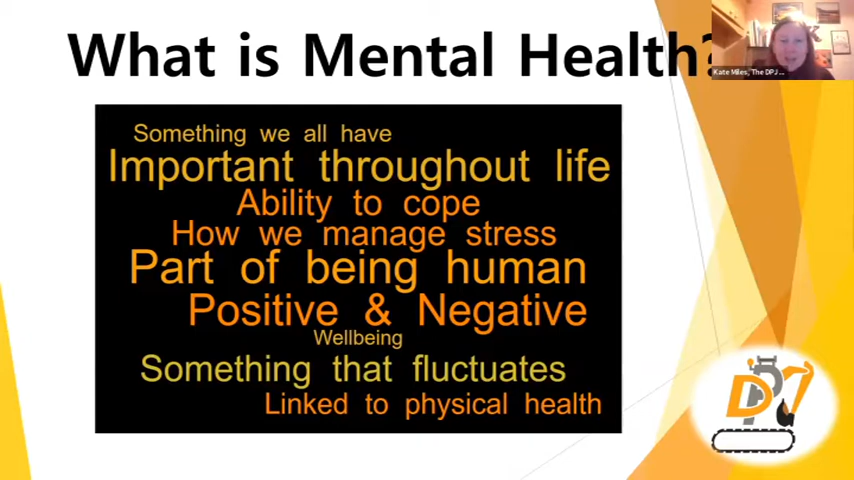 What is Mental Health?
Kate Miles, The DPJ ...
Something we all have
Important throughout life
Ability to cope
How we manage stress
Part of being human
Positive & Negative
Wellbeing
Something that fluctuates
Linked to physical health
DPJ